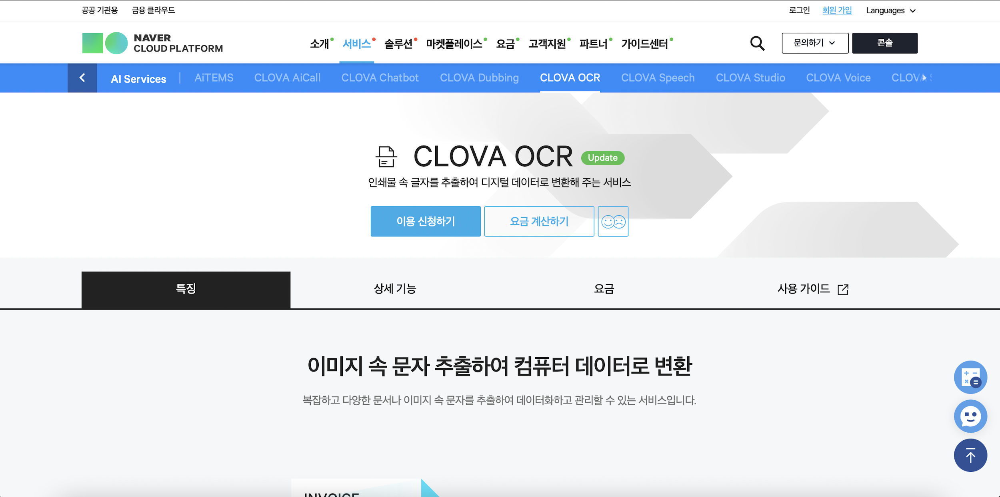 공공 기관용 금융 클라우드 로그인 회원 가입 Languages
NAVER
CLOUD PLATFORM
소개 서비스 솔루션 마켓플레이스 요금 고객지원 파트너 가이드센터 문의하기 콘솔
AI Services AiTEMS CLOVA AiCall CLOVA Chatbot CLOVA Dubbing CLOVA OCR CLOVA Speech CLOVA Studio CLOVA Voice
CLOVA OCR Update
인쇄물 속 글자를 추출하여 디지털 데이터로 변환해 주는 서비스
이용 신청하기 요금 계산하기
특징 상세 기능 요금 사용 가이드
이미지 속 문자 추출하여 컴퓨터 데이터로 변환
복잡하고 다양한 문서나 이미지 속 문자를 추출하여 데이터화하고 관리할 수 있는 서비스입니다.
INVOICE